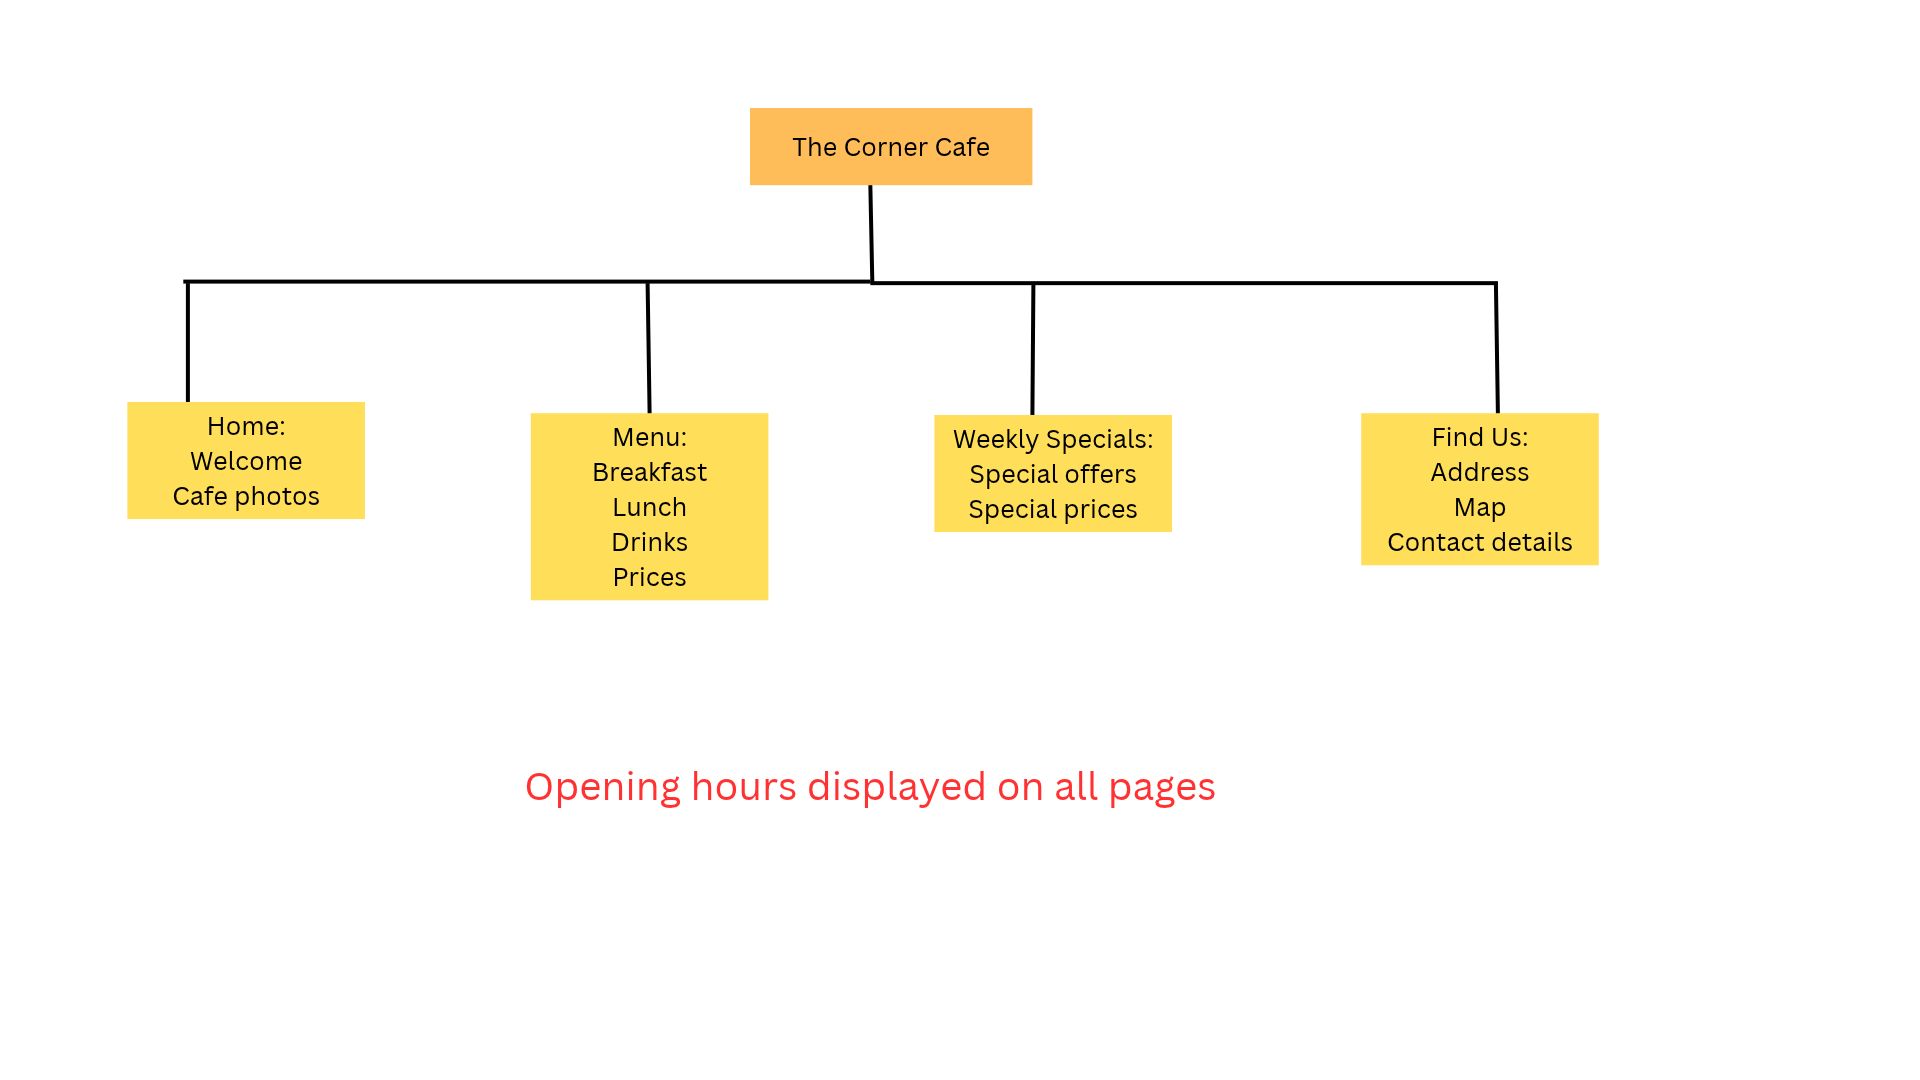 The Corner Cafe
Home:
Welcome
Cafe photos
Menu:
Breakfast
Lunch
Drinks
Prices
Weekly Specials:
Special offers
Special prices
Find Us:
Address
Map
Contact details
Opening hours displayed on all pages